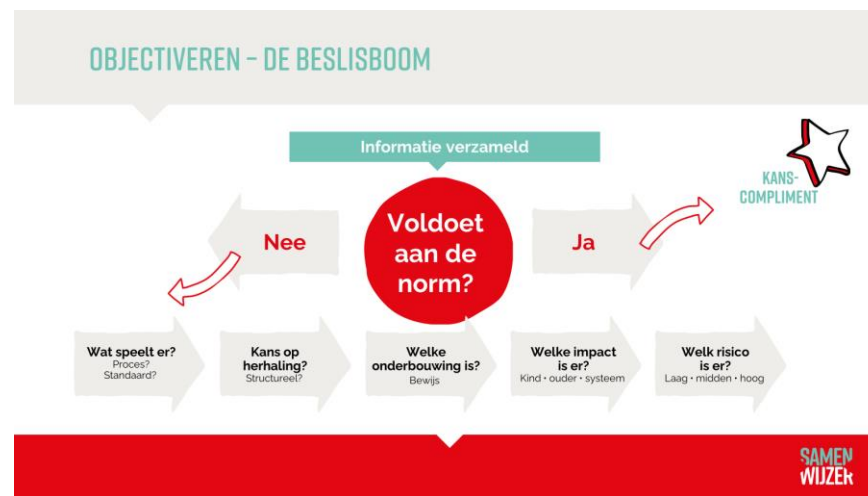 OBJECTIVEREN – DE BESLISBOOM
Informatie verzameld
KANS-
COMPLIMENT
Nee
Voldoet
aan de
norm?
Ja
Wat speelt er?
Proces?
Standaard?
Kans op
herhaling?
Structureel?
Welke
onderbouwing is?
Bewijs
Welke impact
is er?
Kind • ouder • systeem
Welk risico
is er?
Laag • midden • hoog
SAMEN
WIJZER